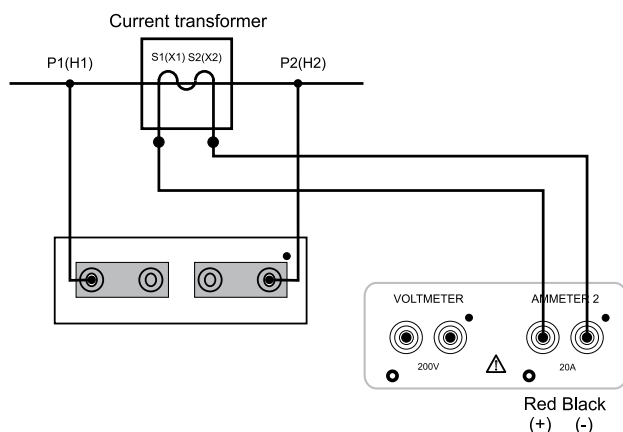 Current transformer
P1(H1)
S1(X1) S2(X2)
P2(H2)
VOLTMETER
AMMETER 2
200V
20A
Red Black
(+) (-)